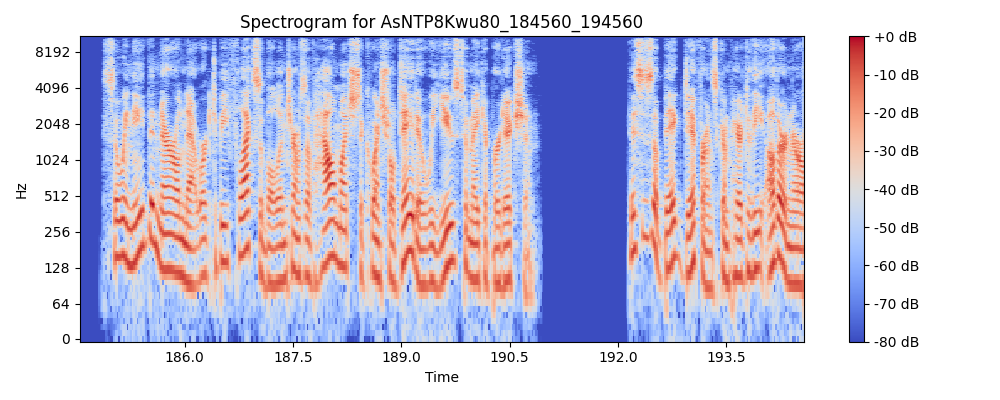 Spectrogram for AsNTP8Kwu80_184560_194560
8192
4096
2048
1024
512
256
128
64
0
Hz
186.0
187.5
189.0
190.5
192.0
193.5
Time
+0 dB
-10 dB
-20 dB
-30 dB
-40 dB
-50 dB
-60 dB
-70 dB
-80 dB